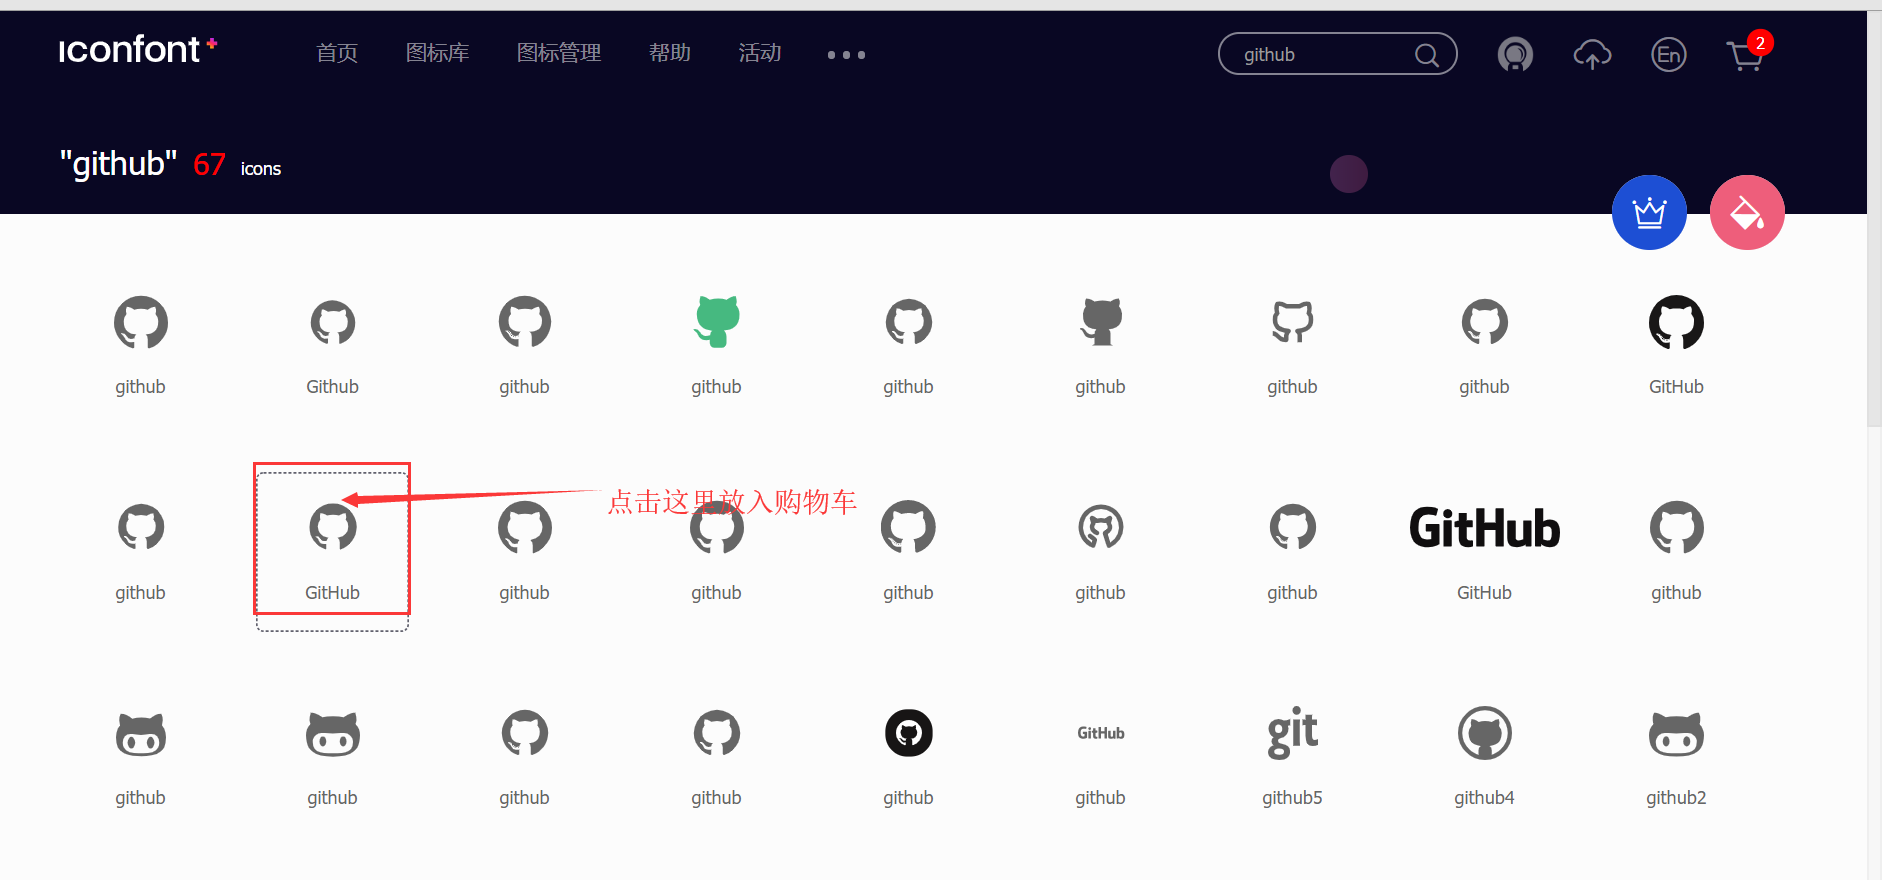 iconfont+
首页 图标库 图标管理 帮助 活动 •••
github
En
2
"github" 67 icons
github Github github github github github github github GitHub
点击这里放入购物车
GitHub
github GitHub github github github github github GitHub github
GitHub
git
github github github github github github github5 github4 github2